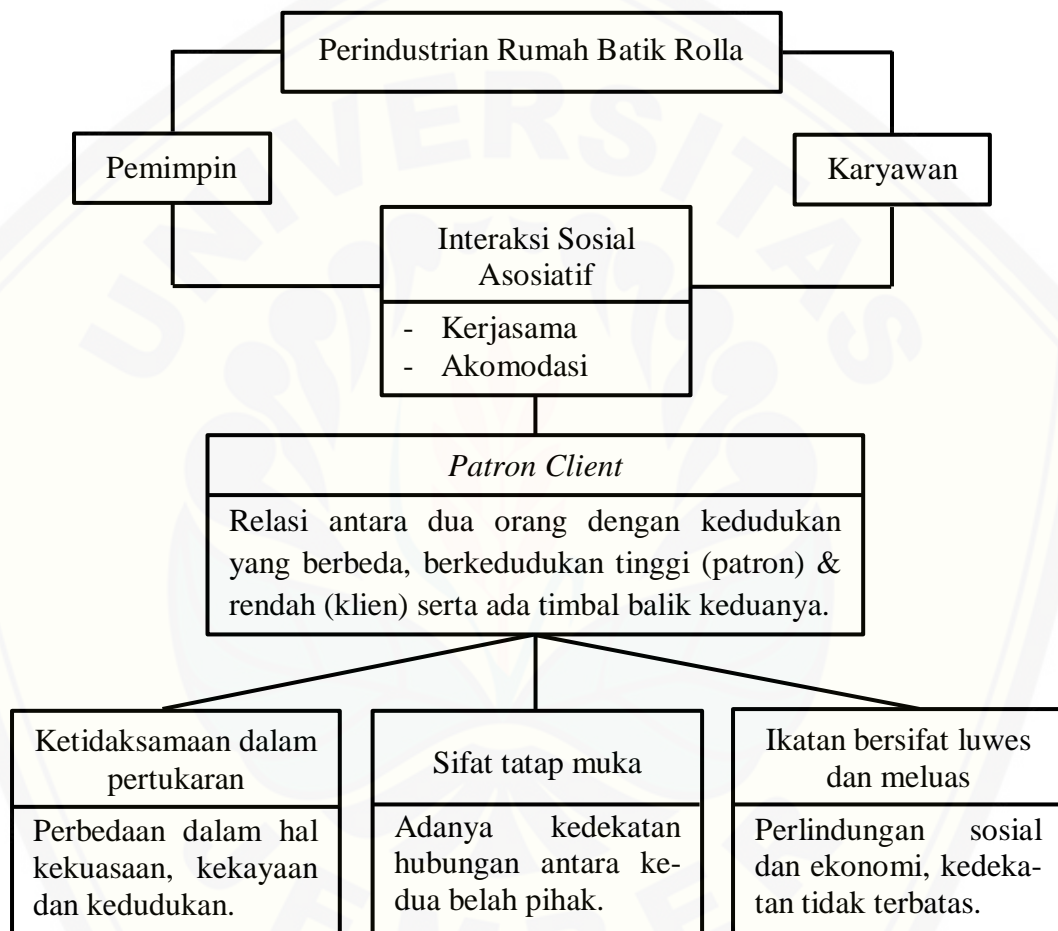 Perindustrian Rumah Batik Rolla
Pemimpin
Karyawan
Interaksi Sosial
Asosiatif
- Kerjasama
- Akomodasi
Patron Client
Relasi antara dua orang dengan kedudukan
yang berbeda, berkedudukan tinggi (patron) &
rendah (klien) serta ada timbal balik keduanya.
Ketidaksamaan dalam
pertukaran
Perbedaan dalam hal
kekuasaan, kekayaan
dan kedudukan.
Sifat tatap muka
Adanya kedekatan
hubungan antara ke-
dua belah pihak.
Ikatan bersifat luwes
dan meluas
Perlindungan sosial
dan ekonomi, kedeka-
tan tidak terbatas.
UNIVERSITAS